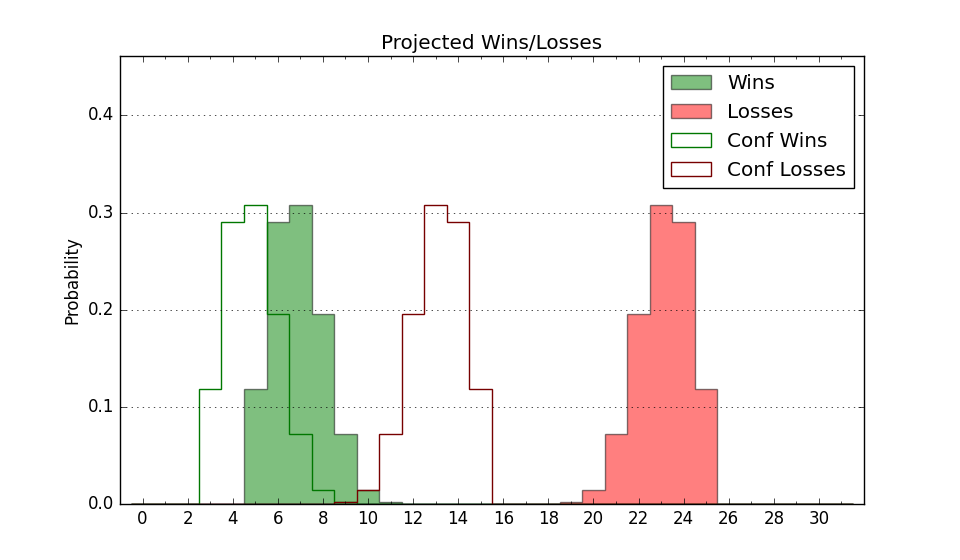 Projected Wins/Losses
Wins
Losses
Conf Wins
Conf Losses
Probability
0.4
0.3
0.2
0.1
0.0
0 2 4 6 8 10 12 14 16 18 20 22 24 26 28 30